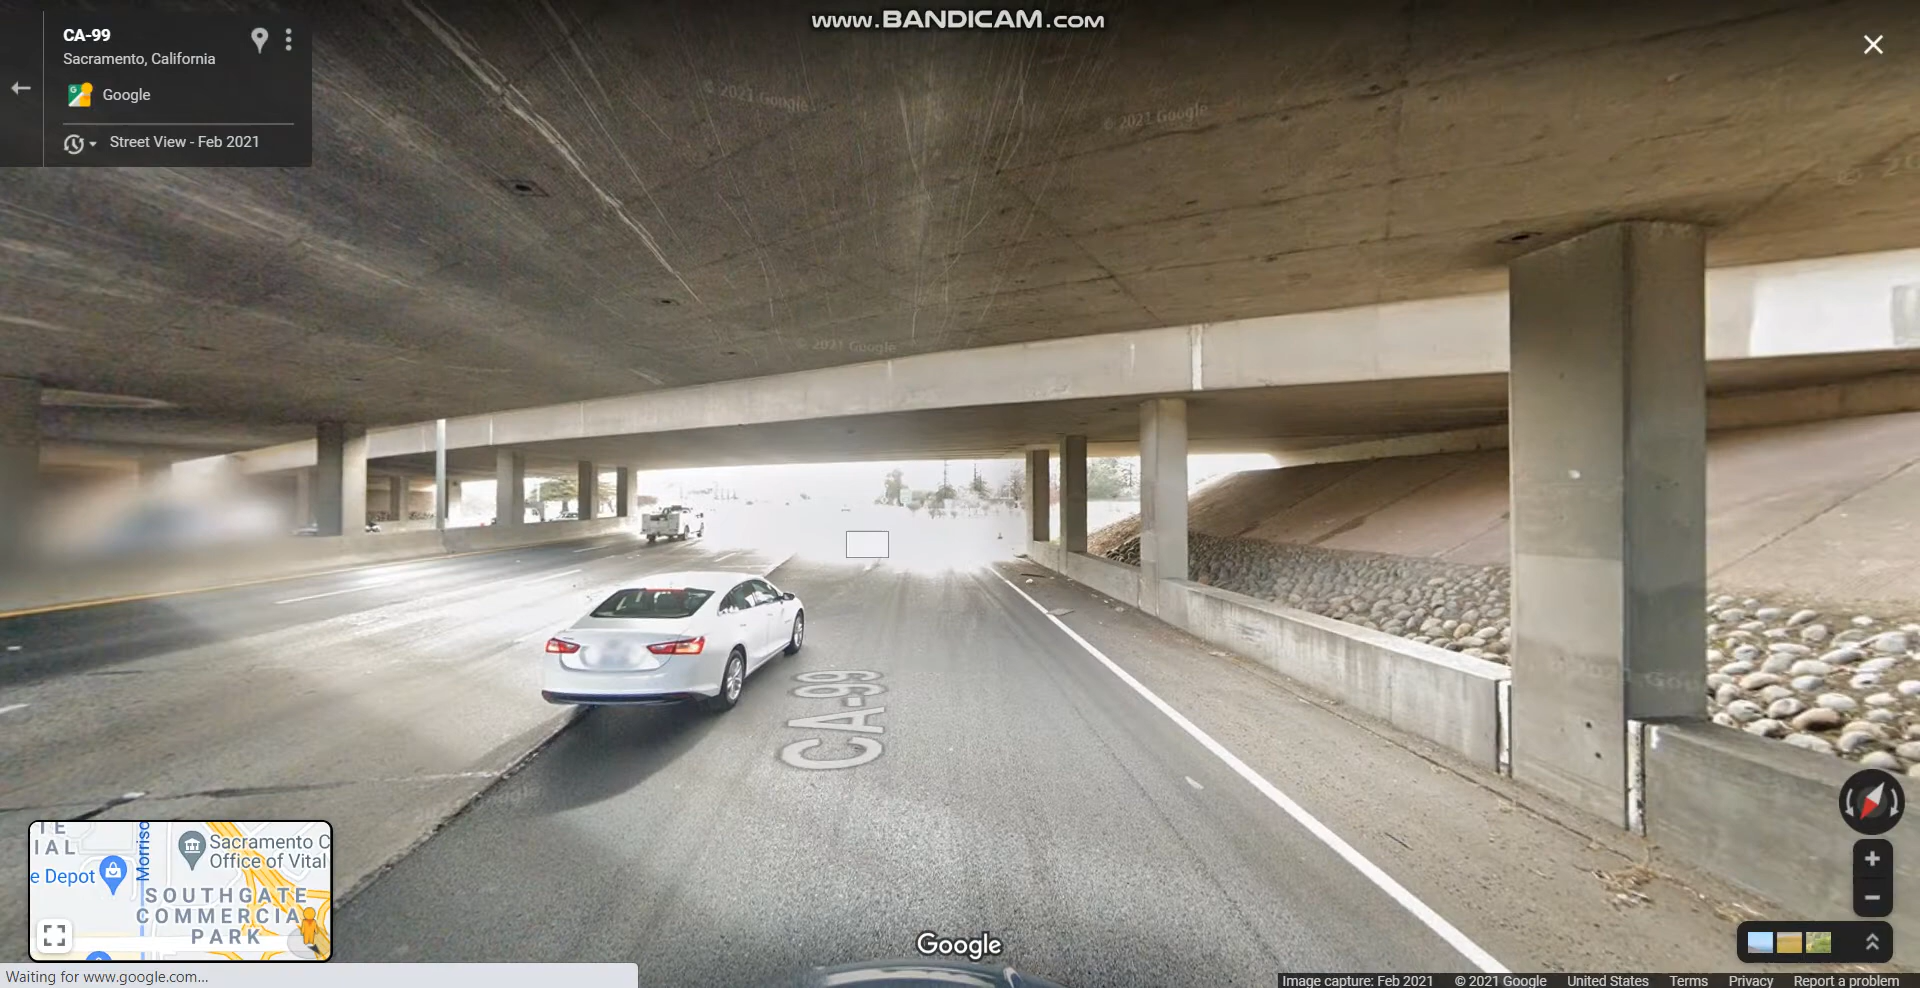 www.BANDICAM.com
CA-99
Sacramento, California
Google
Street View - Feb 2021
© 2021 Google
© 2021 Google
© 2021 Google
CA-99
Sacramento C
Office of Vital
e Depot
Morriso
SOUTHGATE
COMMERCIA
PARK
Google
Waiting for www.google.com...
Image capture: Feb 2021 © 2021 Google United States Terms Privacy Report a problem